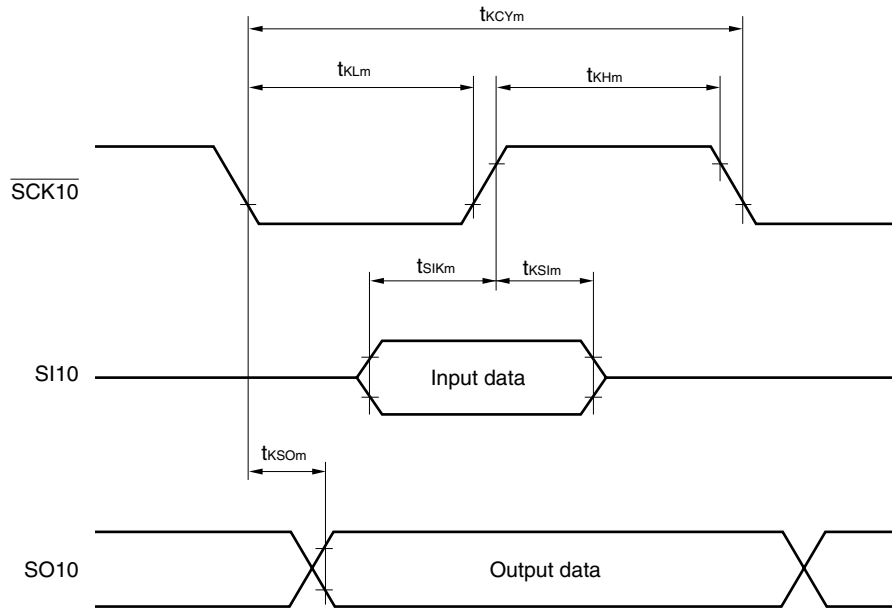 tKCYm
tKLm
tKHm
SCK10
tSIKm
tKSIm
SI10
Input data
tKSOm
SO10
Output data